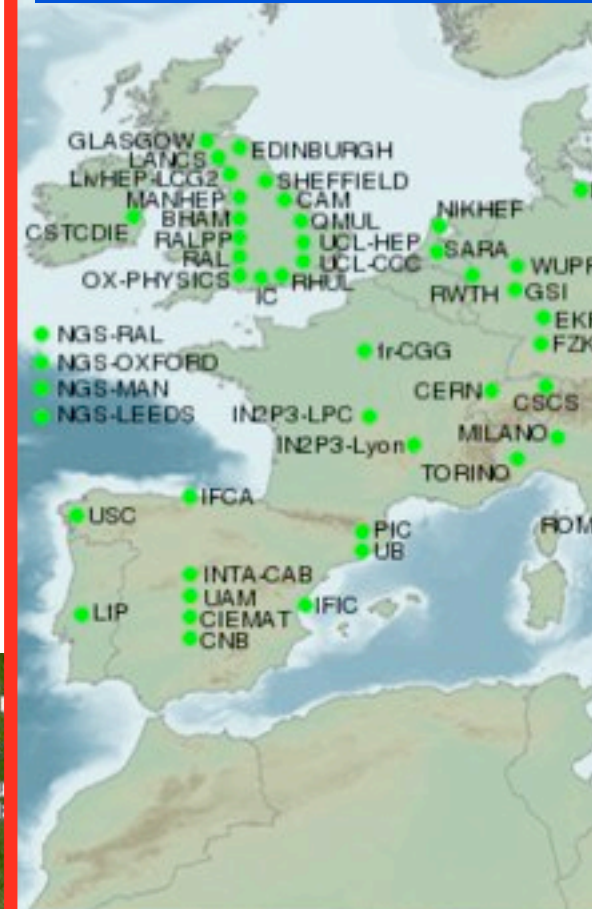 GLASGOW
EDINBURGH
LANCS
LivHEP-LCG2
SHEFFIELD
MANHEP
CAM
NIKHEF
BHAM
QMUL
CSTCDIE
RALPP
UCL-HEP
SARA
RAL
UCL-CCC
WUPP
OX-PHYSICS
IC
RHUL
RWTH
GSI
EKP
NGS-RAL
FZK
fr-CGG
NGS-OXFORD
NGS-MAN
CERN
CSCS
NGS-LEEDS
IN2P3-LPC
MILANO
IN2P3-Lyon
TORINO
IFCA
USC
PIC
ROM
UB
INTA-CAB
UAM
IFIC
LIP
CIEMAT
CNB